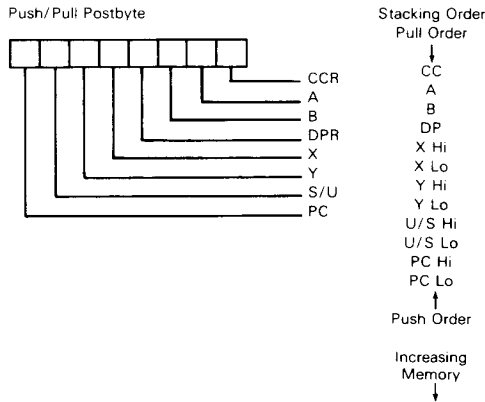 Push/Pull Postbyte
CCR
A
B
DPR
X
Y
S/U
PC
Stacking Order
Pull Order
CC
A
B
DP
X Hi
X Lo
Y Hi
Y Lo
U/S Hi
U/S Lo
PC Hi
PC Lo
Push Order
Increasing
Memory